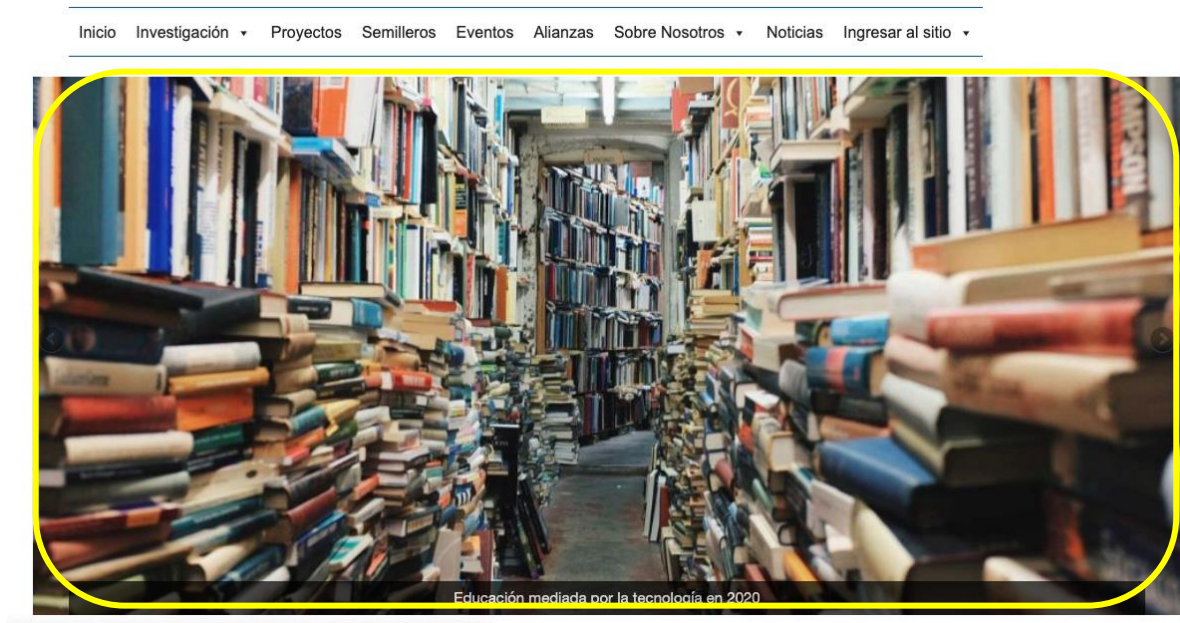 Inicio Investigación Proyectos Semilleros Eventos Alianzas Sobre Nosotros Noticias Ingresar al sitio
Educación mediada por la tecnología en 2020